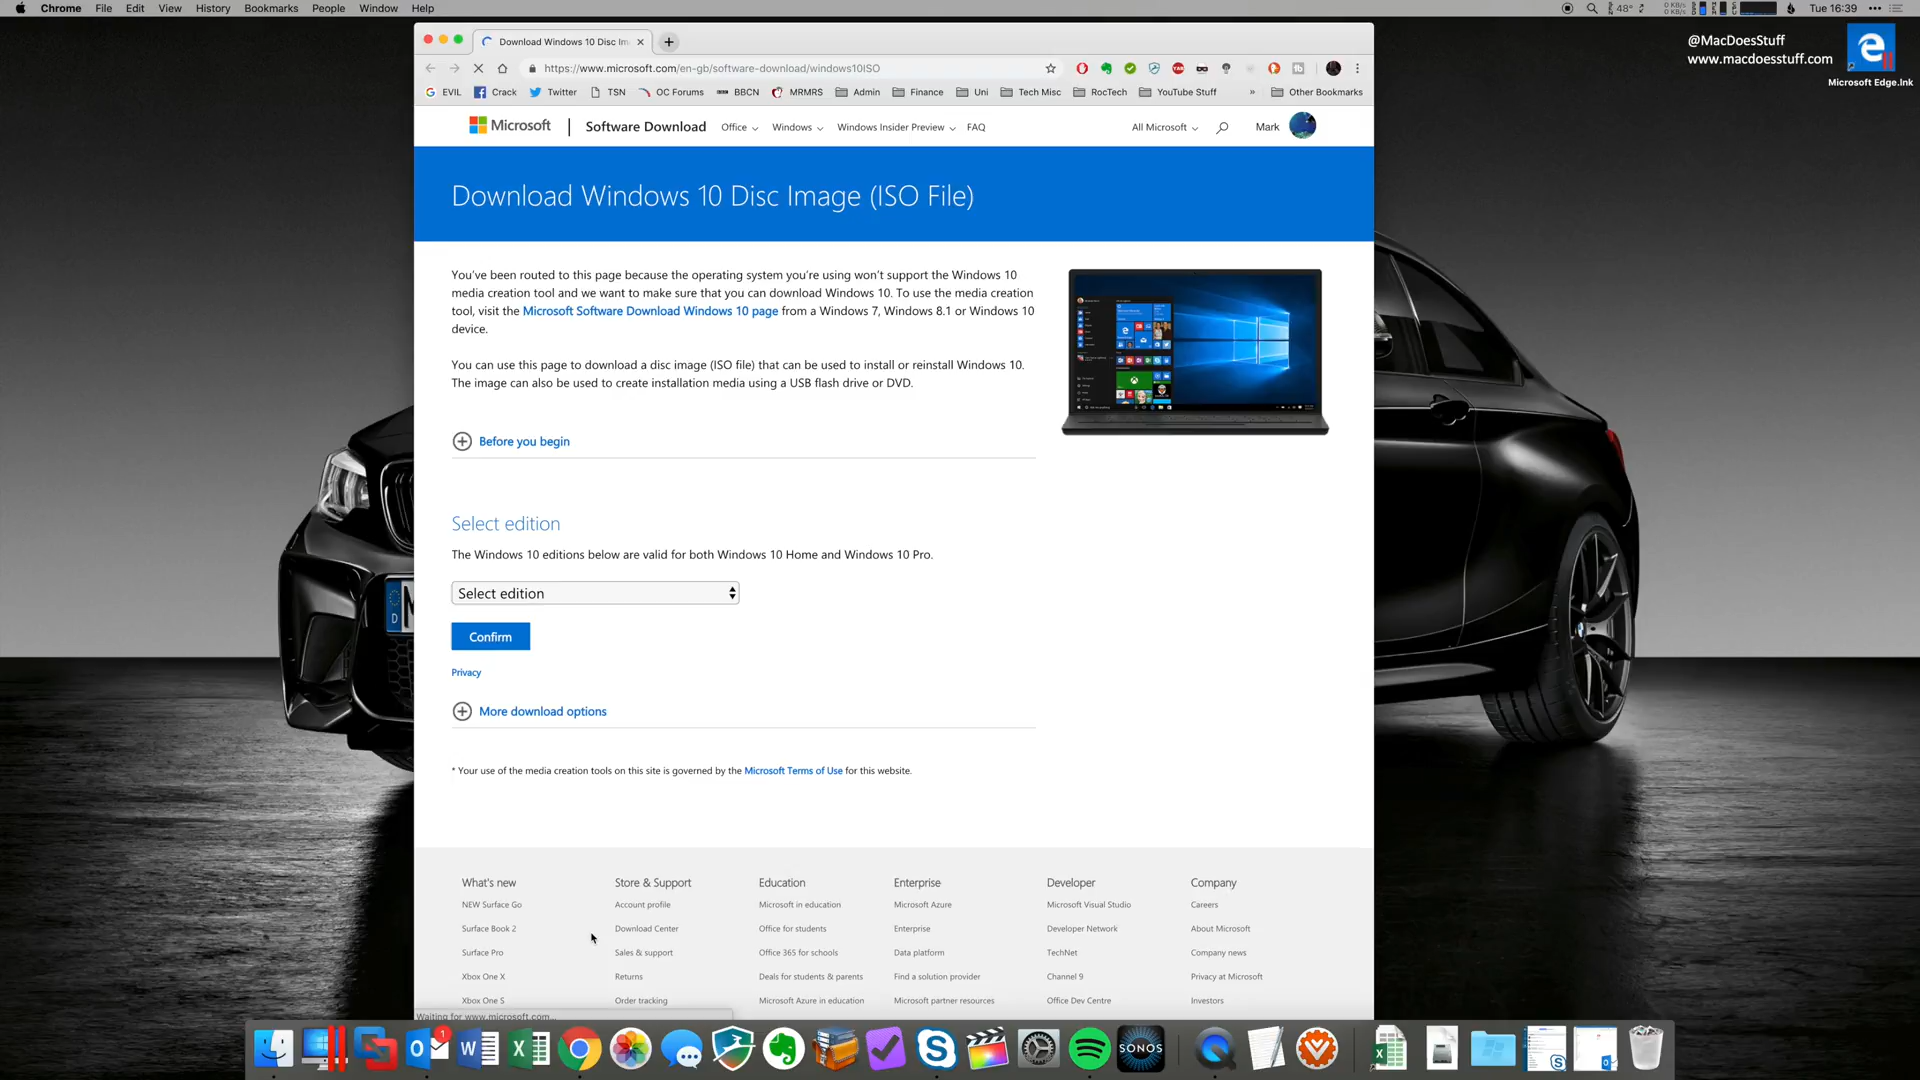 Chrome File Edit View History Bookmarks People Window Help
48° 0 KB/s 0 KB/s Tue 16:39
@MacDoesStuff
www.macdoesstuff.com
Microsoft Edge.lnk
Download Windows 10 Disc Im
https://www.microsoft.com/en-gb/software-download/windows10ISO
EVIL Crack Twitter TSN OC Forums BBCN MRMRS Admin Finance Uni Tech Misc RocTech YouTube Stuff » Other Bookmarks
Microsoft Software Download Office Windows Windows Insider Preview FAQ All Microsoft Mark
Download Windows 10 Disc Image (ISO File)
You've been routed to this page because the operating system you're using won't support the Windows 10
media creation tool and we want to make sure that you can download Windows 10. To use the media creation
tool, visit the Microsoft Software Download Windows 10 page from a Windows 7, Windows 8.1 or Windows 10
device.
You can use this page to download a disc image (ISO file) that can be used to install or reinstall Windows 10.
The image can also be used to create installation media using a USB flash drive or DVD.
Before you begin
Select edition
The Windows 10 editions below are valid for both Windows 10 Home and Windows 10 Pro.
Select edition
Confirm
Privacy
More download options
* Your use of the media creation tools on this site is governed by the Microsoft Terms of Use for this website.
What's new Store & Support Education Enterprise Developer Company
NEW Surface Go Account profile Microsoft in education Microsoft Azure Microsoft Visual Studio Careers
Surface Book 2 Download Center Office for students Enterprise Developer Network About Microsoft
Surface Pro Sales & support Office 365 for schools Data platform TechNet Company news
Xbox One X Returns Deals for students & parents Find a solution provider Channel 9 Privacy at Microsoft
Xbox One S Order tracking Microsoft Azure in education Microsoft partner resources Office Dev Centre Investors
Waiting for www.microsoft.com...
1
SONOS